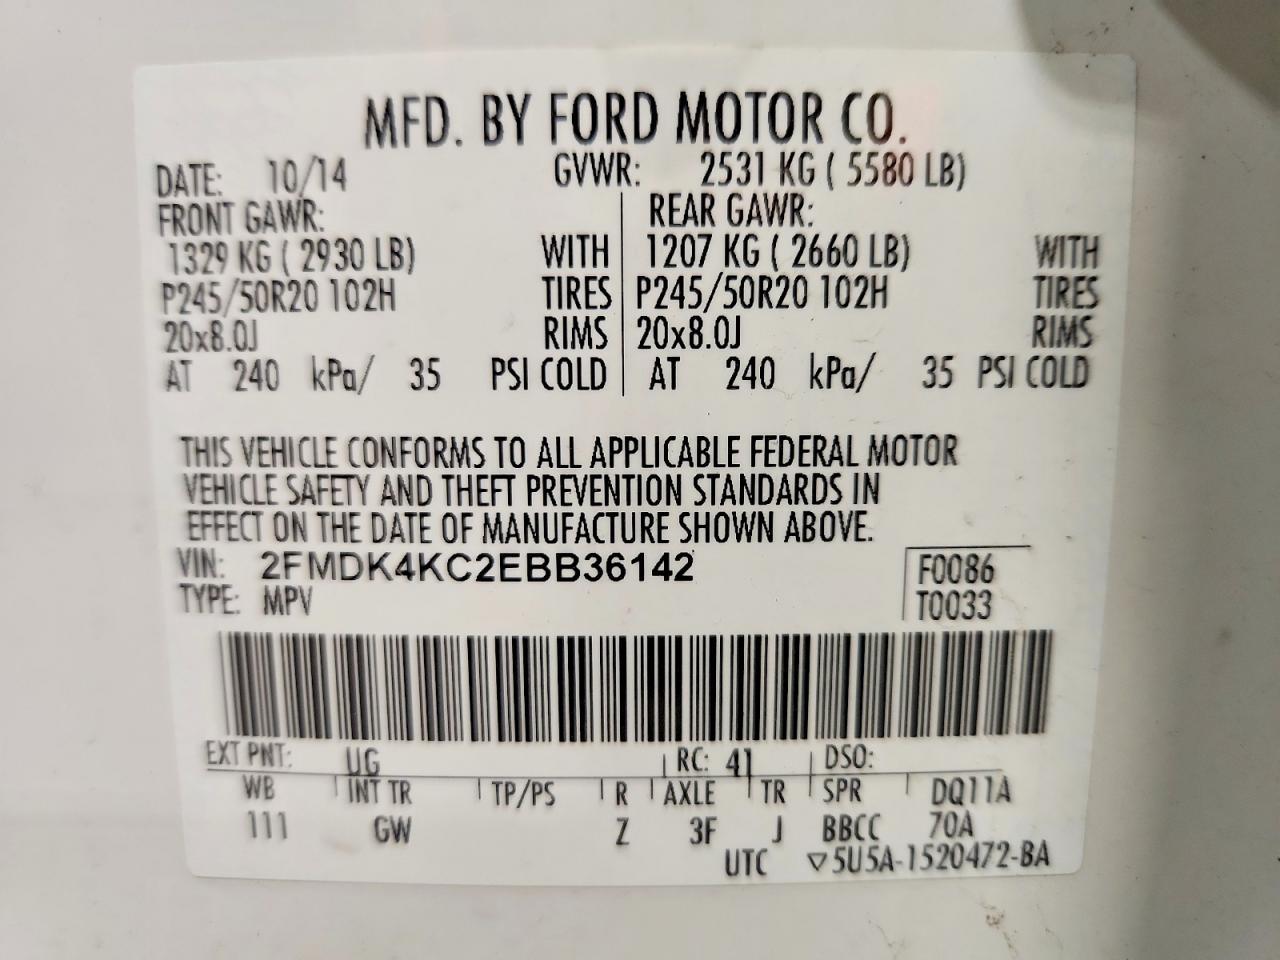 MFD. BY FORD MOTOR CO.
DATE: 10/14 GVWR: 2531 KG ( 5580 LB)
FRONT GAWR: REAR GAWR:
1329 KG ( 2930 LB) WITH 1207 KG ( 2660 LB) WITH
P245/50R20 102H TIRES P245/50R20 102H TIRES
20x8.0J RIMS 20x8.0J RIMS
AT 240 kPa/ 35 PSI COLD AT 240 kPa/ 35 PSI COLD
THIS VEHICLE CONFORMS TO ALL APPLICABLE FEDERAL MOTOR
VEHICLE SAFETY AND THEFT PREVENTION STANDARDS IN
EFFECT ON THE DATE OF MANUFACTURE SHOWN ABOVE.
VIN: 2FMDK4KC2EBB36142 F0086
TYPE: MPV T0033
EXT PNT: UG RC: 41 DSO:
WB INT TR TP/PS R AXLE TR SPR DQ11A
111 GW Z 3F J BBCC 70A
UTC ▽5U5A-1520472-BA